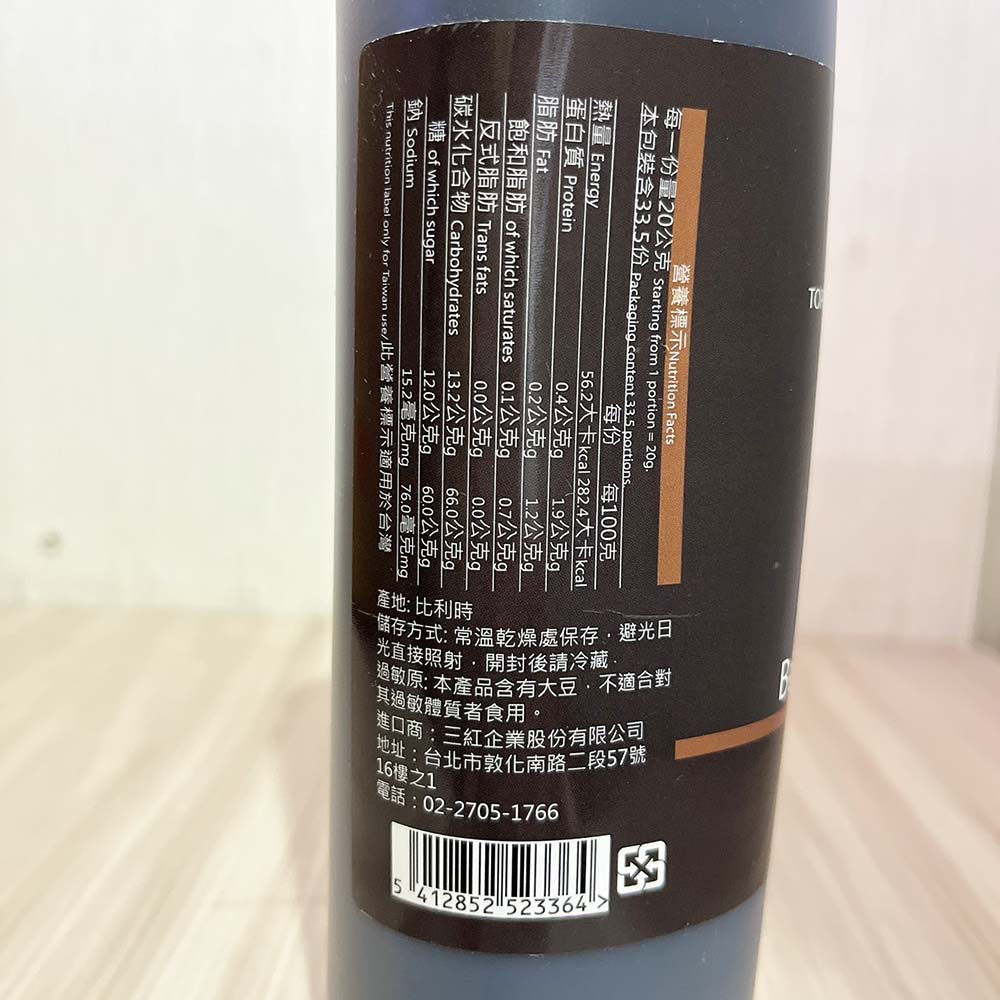 營養標示Nutrition Facts
每一份量20公克 Starting from 1 portion = 20g.
本包裝含33.5份 Packaging content 33.5 portions.
每份 每100克
熱量 Energy 56.2大卡kcal 282.4大卡kcal
蛋白質 Protein 0.4公克g 1.9公克g
脂肪 Fat 0.2公克g 1.2公克g
飽和脂肪 of which saturates 0.1公克g 0.7公克g
反式脂肪 Trans fats 0.0公克g 0.0公克g
碳水化合物 Carbohydrates 13.2公克g 66.0公克g
糖 of which sugar 12.0公克g 60.0公克g
鈉 Sodium 15.2毫克mg 76.0毫克mg
This nutrition label only for Taiwan use/此營養標示適用於台灣
產地: 比利時
儲存方式: 常溫乾燥處保存，避光日
光直接照射，開封後請冷藏.
過敏原: 本產品含有大豆，不適合對
其過敏體質者食用。
進口商：三紅企業股份有限公司
地址：台北市敦化南路二段57號
16樓之1
電話：02-2705-1766
5 412852 523364 >